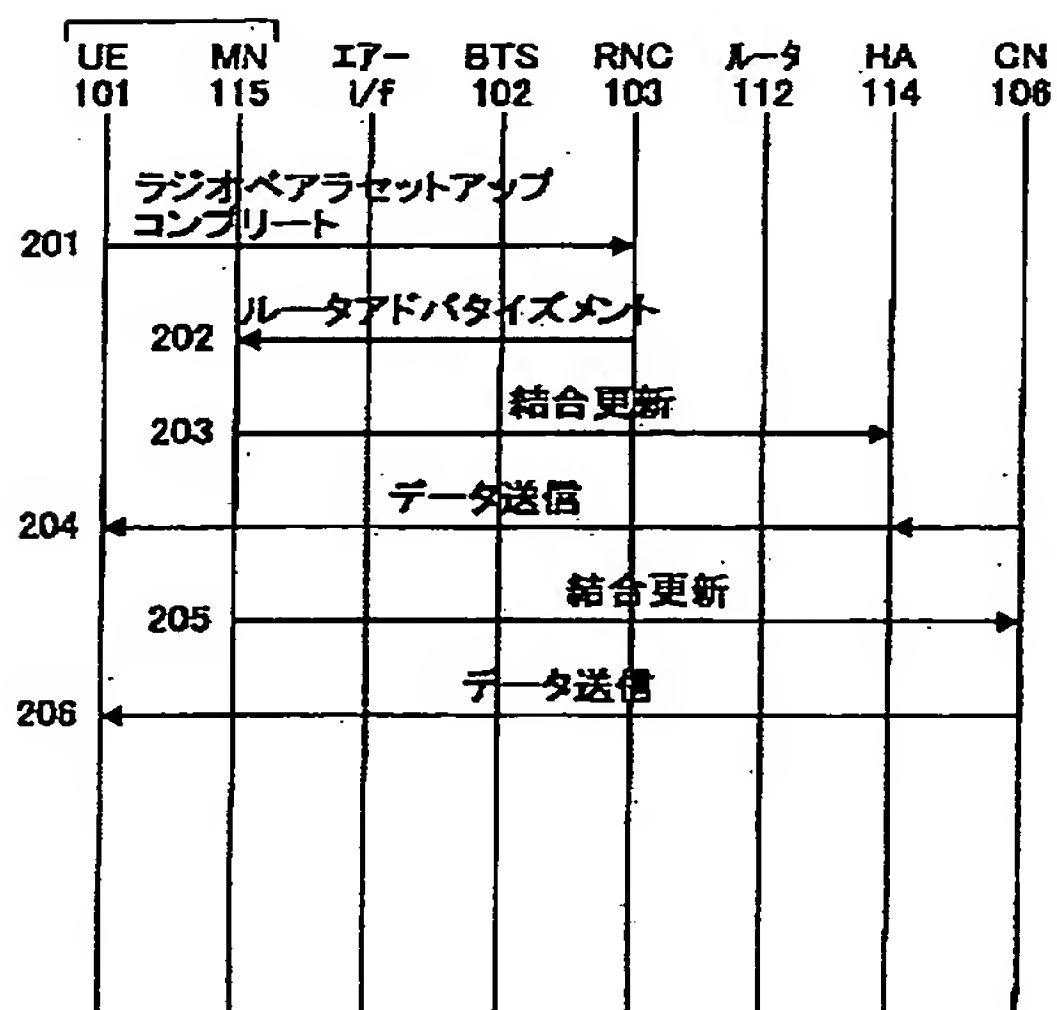 UE MN エアー BTS RNC ルータ HA CN
101 115 i/f 102 103 112 114 106
ラジオベアラセットアップ
コンプリート
201
ルータアドバタイズメント
202
結合更新
203
データ送信
204
結合更新
205
データ送信
206